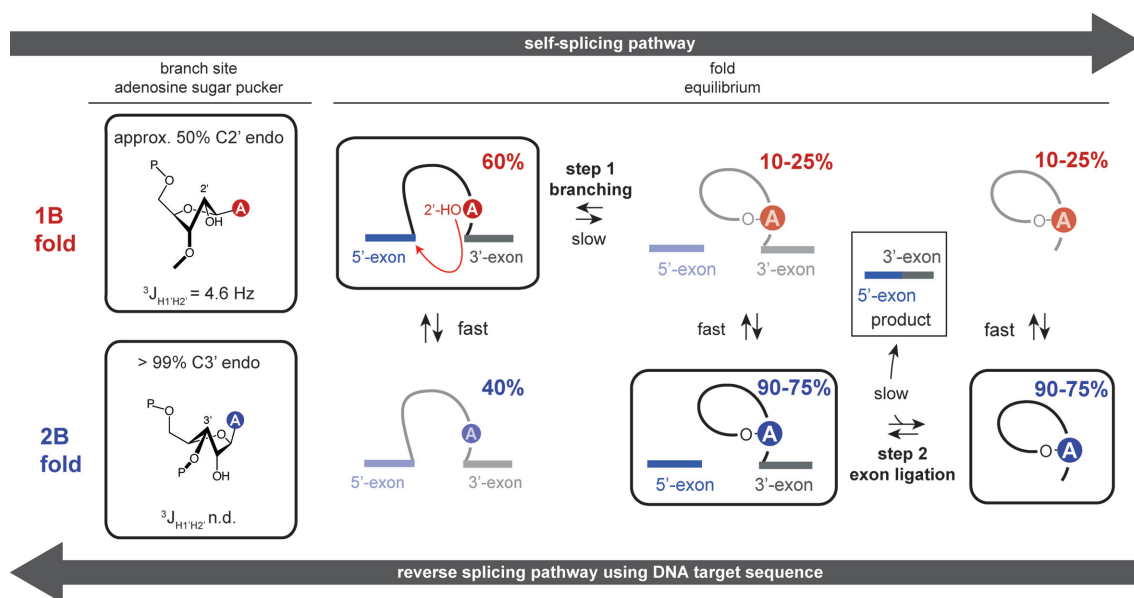 self-splicing pathway
branch site
adenosine sugar pucker
fold
equilibrium
1B
fold
approx. 50% C2' endo
P
O
2'
O
A
OH
O
³J H1'H2' = 4.6 Hz
60%
2'-HO A
5'-exon
3'-exon
step 1
branching
slow
10-25%
O A
5'-exon
3'-exon
10-25%
O A
3'-exon
5'-exon
product
fast
fast
fast
2B
fold
> 99% C3' endo
P
O
3'
O
A
P
O
OH
³J H1'H2' n.d.
40%
A
5'-exon
3'-exon
90-75%
O A
5'-exon
3'-exon
slow
step 2
exon ligation
90-75%
O A
reverse splicing pathway using DNA target sequence